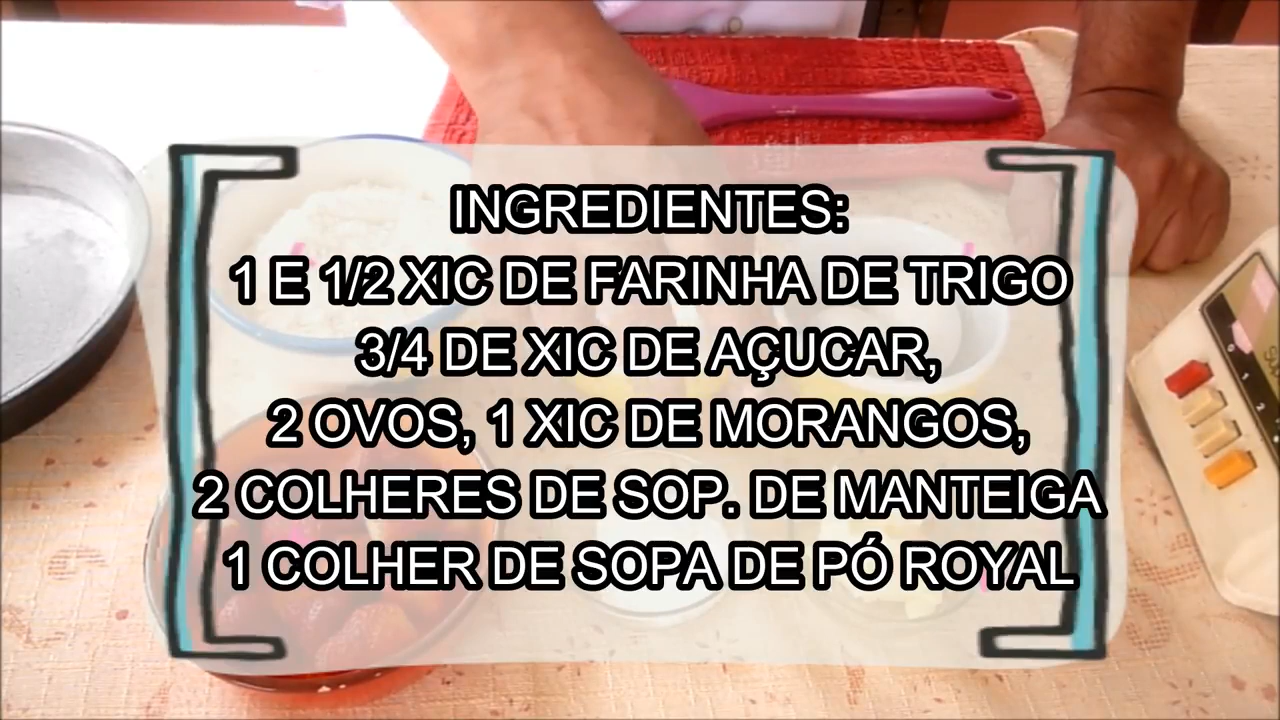 INGREDIENTES:
1 E 1/2 XIC DE FARINHA DE TRIGO
3/4 DE XIC DE AÇUCAR,
2 OVOS, 1 XIC DE MORANGOS,
2 COLHERES DE SOP. DE MANTEIGA
1 COLHER DE SOPA DE PÓ ROYAL